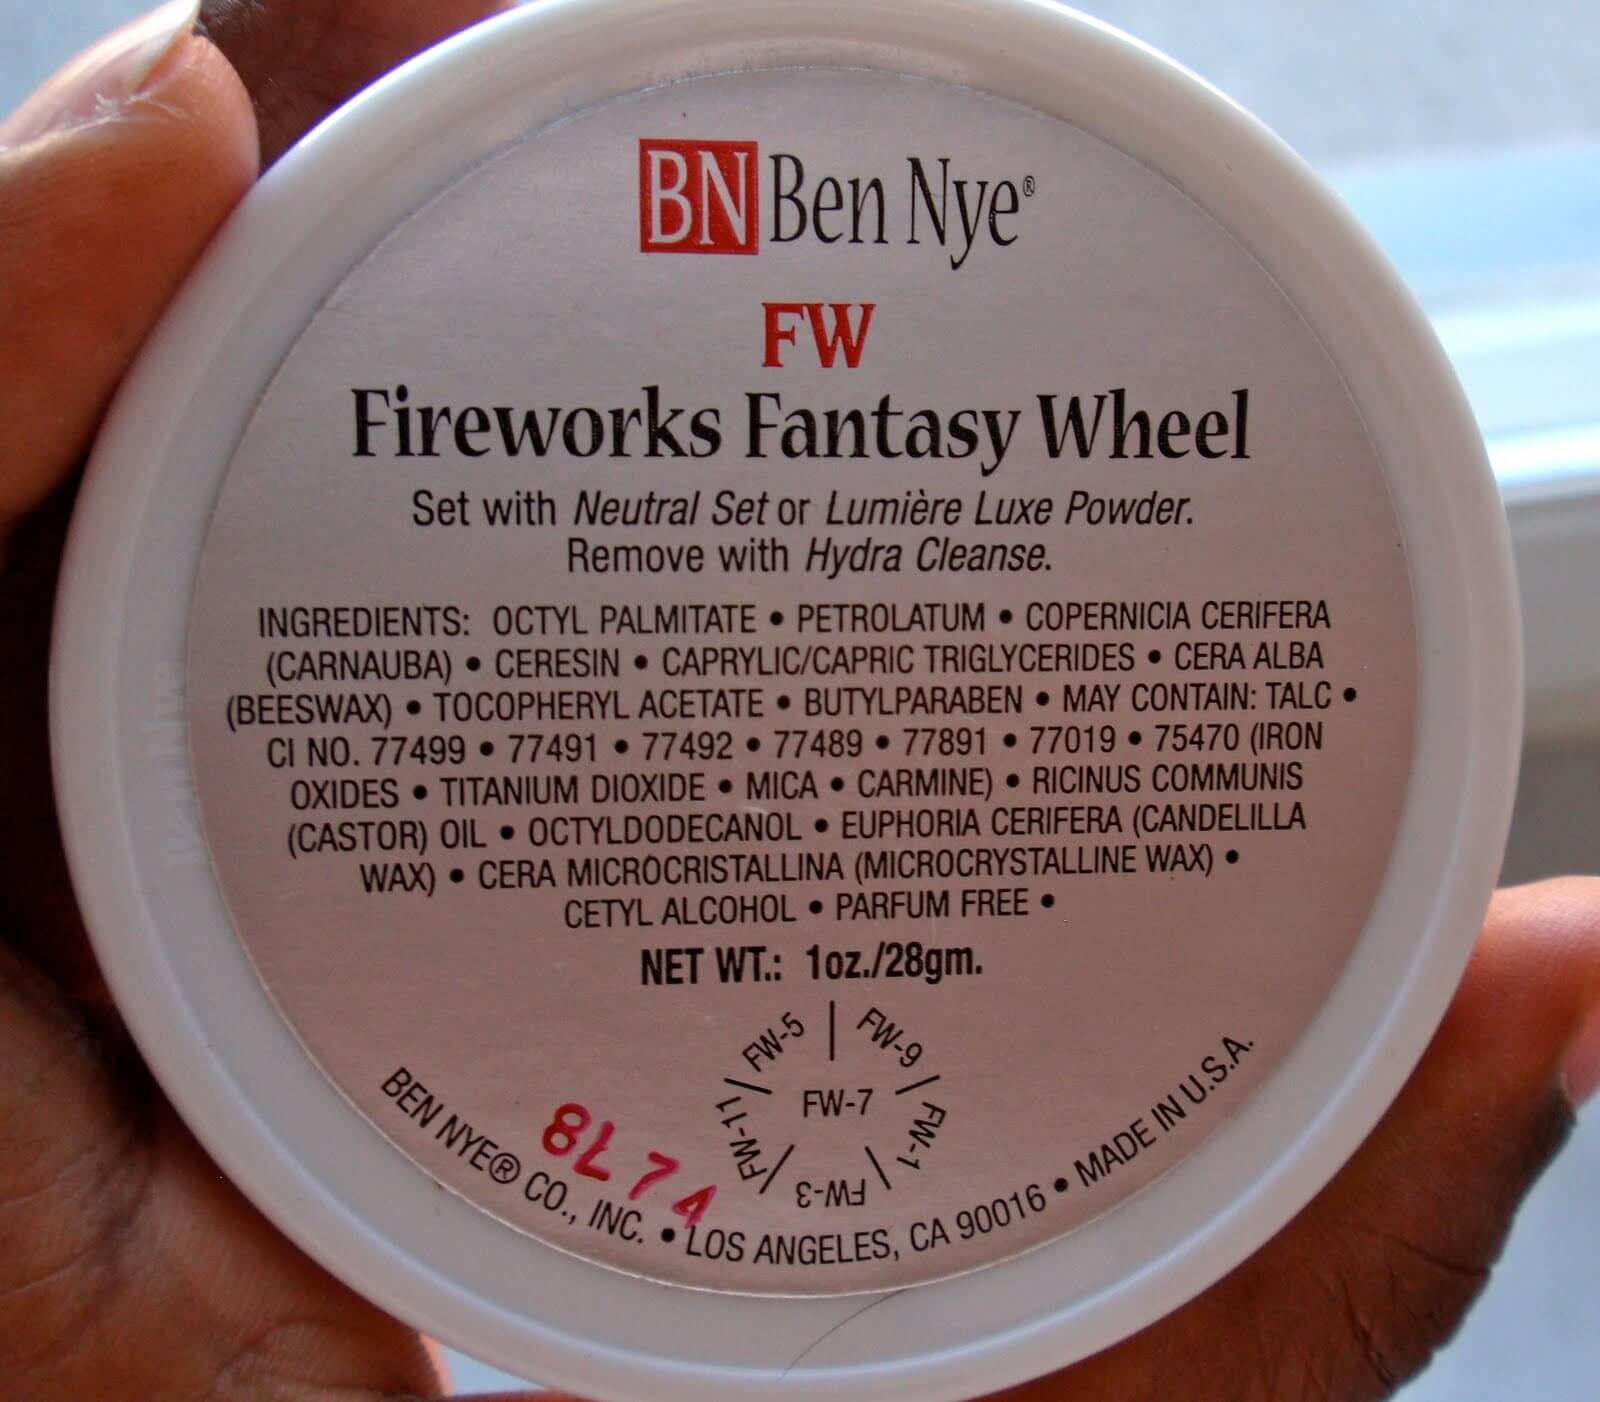 BN Ben Nye®
FW
Fireworks Fantasy Wheel
Set with Neutral Set or Lumière Luxe Powder.
Remove with Hydra Cleanse.
INGREDIENTS: OCTYL PALMITATE • PETROLATUM • COPERNICIA CERIFERA
(CARNAUBA) • CERESIN • CAPRYLIC/CAPRIC TRIGLYCERIDES • CERA ALBA
(BEESWAX) • TOCOPHERYL ACETATE • BUTYLPARABEN • MAY CONTAIN: TALC •
CI NO. 77499 • 77491 • 77492 • 77489 • 77891 • 77019 • 75470 (IRON
OXIDES • TITANIUM DIOXIDE • MICA • CARMINE) • RICINUS COMMUNIS
(CASTOR) OIL • OCTYLDODECANOL • EUPHORIA CERIFERA (CANDELILLA
WAX) • CERA MICROCRISTALLINA (MICROCRYSTALLINE WAX) •
CETYL ALCOHOL • PARFUM FREE •
NET WT.: 1oz./28gm.
FW-5
FW-9
FW-7
FW-11
FW-1
FW-3
8L74
BEN NYE® CO., INC. • LOS ANGELES, CA 90016 • MADE IN U.S.A.